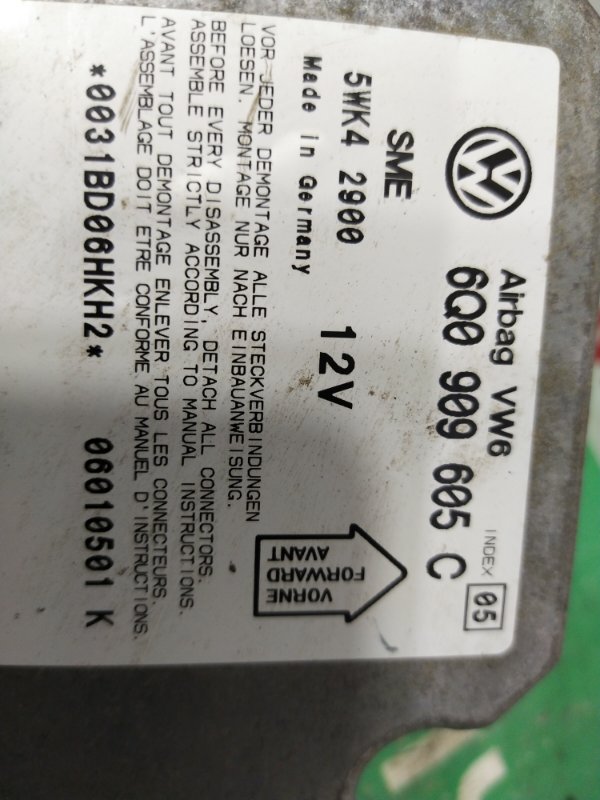 Airbag VW6 INDEX 05
6Q0 909 605 C
SME
5WK4 2900 12V
Made in Germany
VORNE
FORWARD
AVANT
VOR JEDER DEMONTAGE ALLE STECKVERBINDUNGEN
LOESEN. MONTAGE NUR NACH EINBAUANWEISUNG.
BEFORE EVERY DISASSEMBLY, DETACH ALL CONNECTORS.
ASSEMBLE STRICTLY ACCORDING TO MANUAL INSTRUCTIONS.
AVANT TOUT DEMONTAGE ENLEVER TOUS LES CONNECTEURS.
L'ASSEMBLAGE DOIT ETRE CONFORME AU MANUEL D'INSTRUCTIONS.
*0031BD06HKH2* 06010501 K